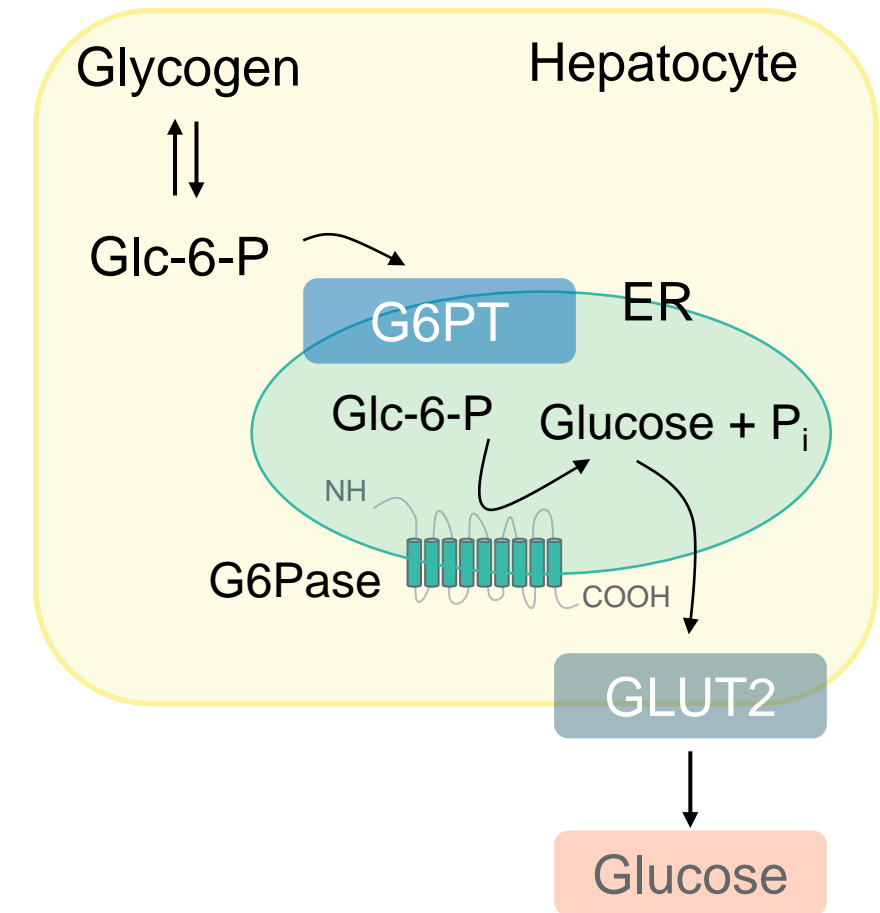 Glycogen
Hepatocyte
Glc-6-P
G6PT
ER
Glc-6-P
Glucose + Pi
NH
G6Pase
COOH
GLUT2
Glucose